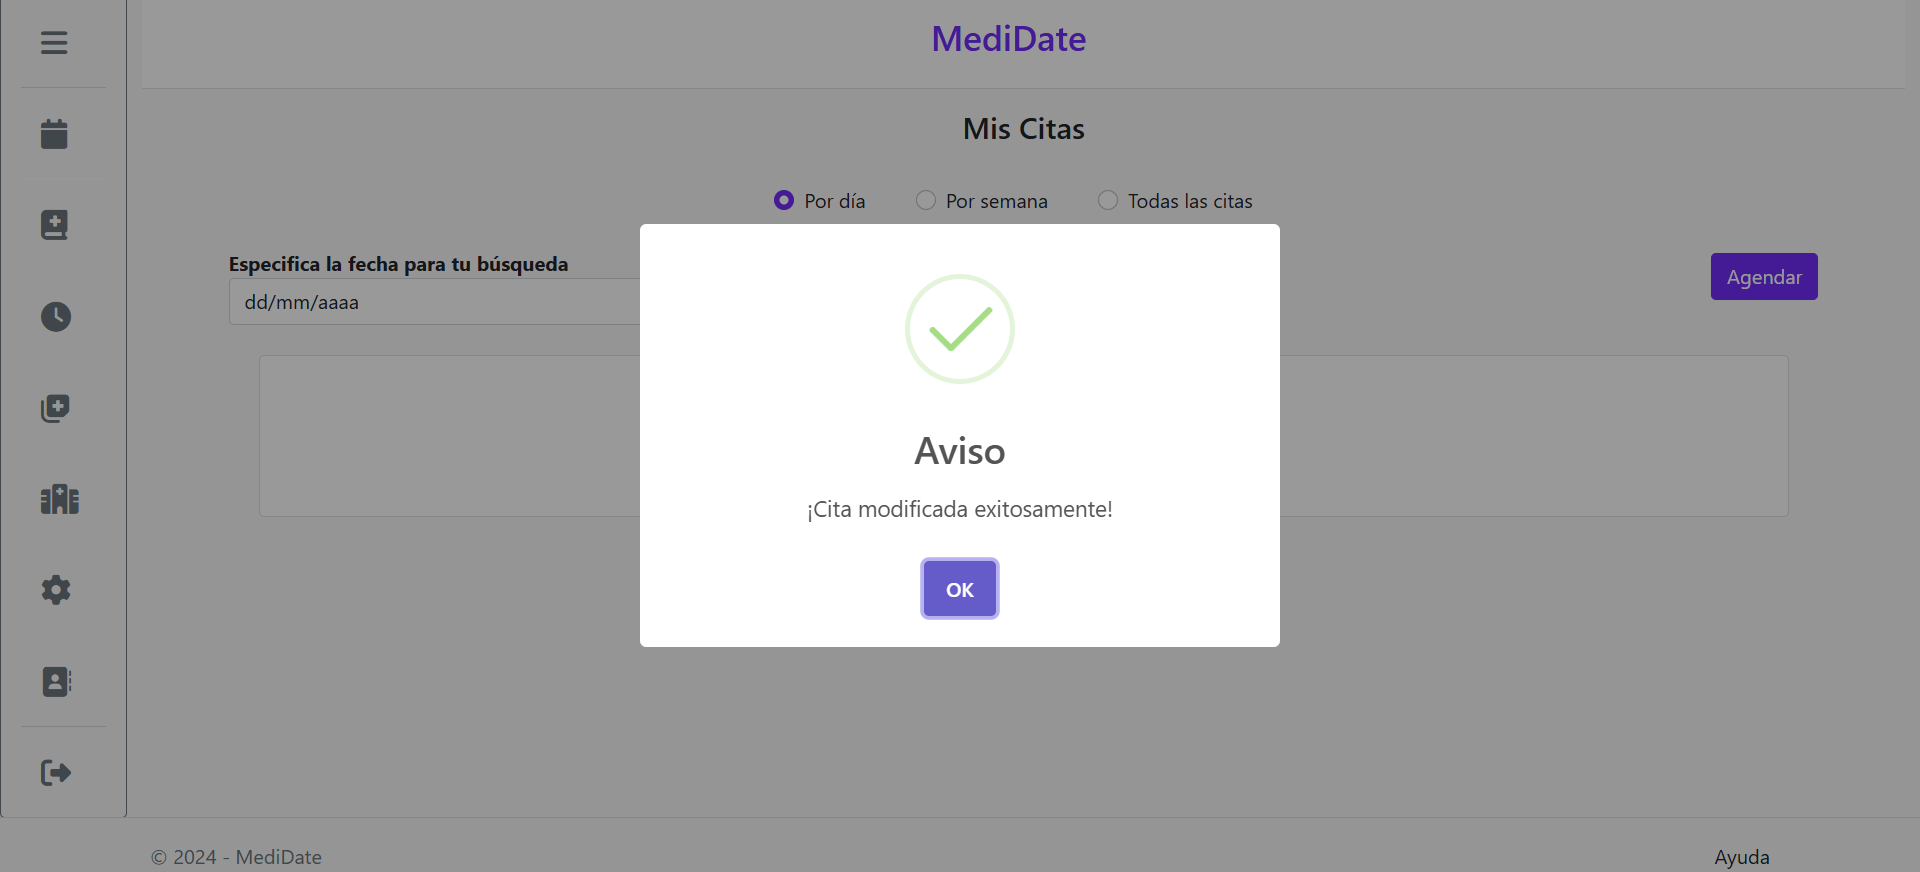 MediDate
Mis Citas
Por día
Por semana
Todas las citas
Especifica la fecha para tu búsqueda
dd/mm/aaaa
Agendar
Aviso
¡Cita modificada exitosamente!
OK
© 2024 - MediDate
Ayuda